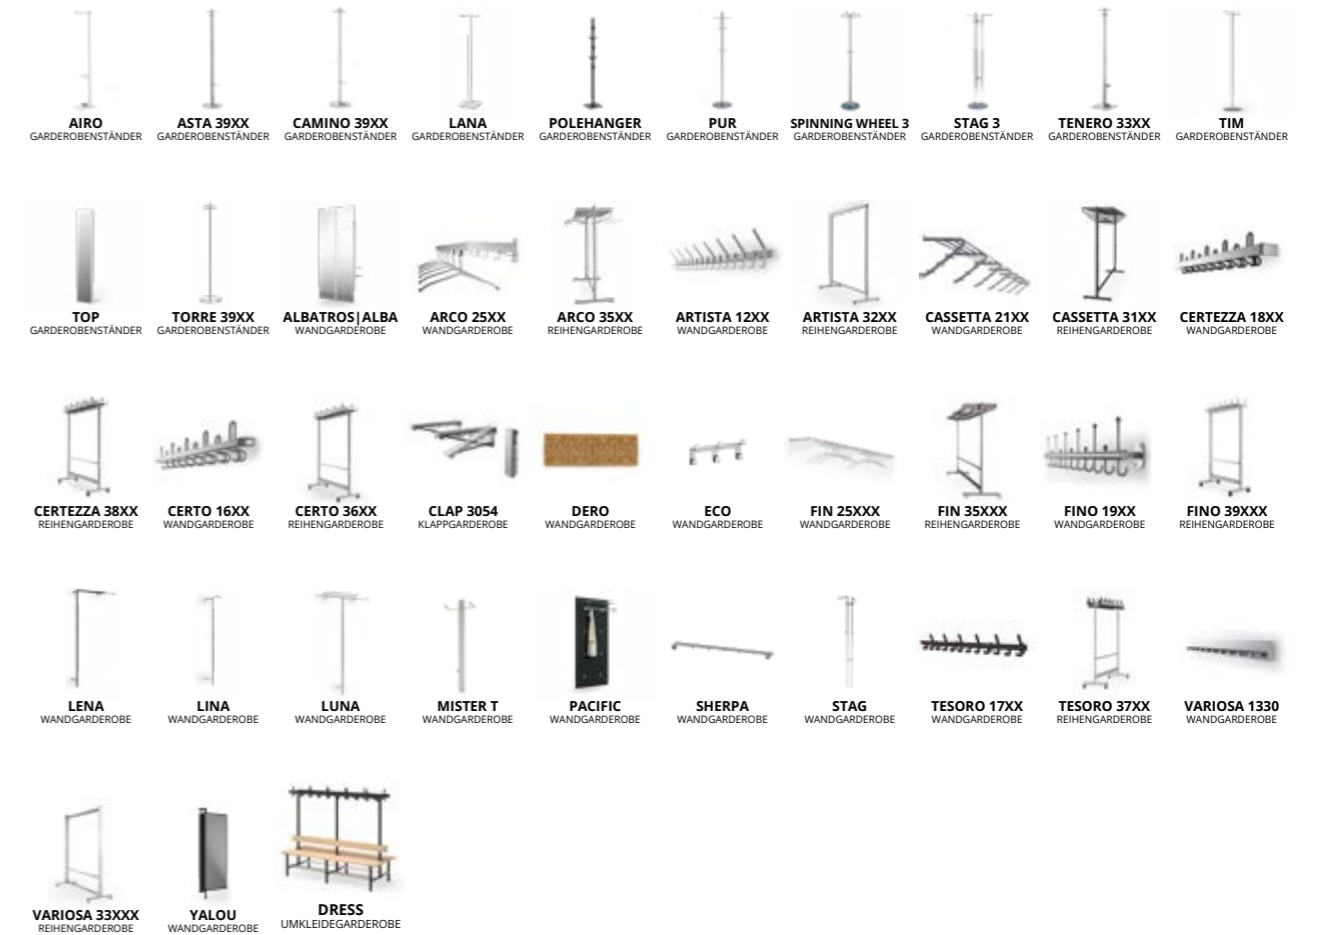 AIRO
GARDEROBENSTÄNDER
ASTA 39XX
GARDEROBENSTÄNDER
CAMINO 39XX
GARDEROBENSTÄNDER
LANA
GARDEROBENSTÄNDER
POLEHANGER
GARDEROBENSTÄNDER
PUR
GARDEROBENSTÄNDER
SPINNING WHEEL 3
GARDEROBENSTÄNDER
STAG 3
GARDEROBENSTÄNDER
TENERO 33XX
GARDEROBENSTÄNDER
TIM
GARDEROBENSTÄNDER
TOP
GARDEROBENSTÄNDER
TORRE 39XX
GARDEROBENSTÄNDER
ALBATROS|ALBA
WANDGARDEROBE
ARCO 25XX
WANDGARDEROBE
ARCO 35XX
REIHENGARDEROBE
ARTISTA 12XX
WANDGARDEROBE
ARTISTA 32XX
REIHENGARDEROBE
CASSETTA 21XX
WANDGARDEROBE
CASSETTA 31XX
REIHENGARDEROBE
CERTEZZA 18XX
WANDGARDEROBE
CERTEZZA 38XX
REIHENGARDEROBE
CERTO 16XX
WANDGARDEROBE
CERTO 36XX
REIHENGARDEROBE
CLAP 3054
KLAPPGARDEROBE
DERO
WANDGARDEROBE
ECO
WANDGARDEROBE
FIN 25XXX
WANDGARDEROBE
FIN 35XXX
REIHENGARDEROBE
FINO 19XX
WANDGARDEROBE
FINO 39XXX
REIHENGARDEROBE
LENA
WANDGARDEROBE
LINA
WANDGARDEROBE
LUNA
WANDGARDEROBE
MISTER T
WANDGARDEROBE
PACIFIC
WANDGARDEROBE
SHERPA
WANDGARDEROBE
STAG
WANDGARDEROBE
TESORO 17XX
WANDGARDEROBE
TESORO 37XX
REIHENGARDEROBE
VARIOSA 1330
WANDGARDEROBE
VARIOSA 33XXX
REIHENGARDEROBE
YALOU
WANDGARDEROBE
DRESS
UMKLEIDEGARDEROBE